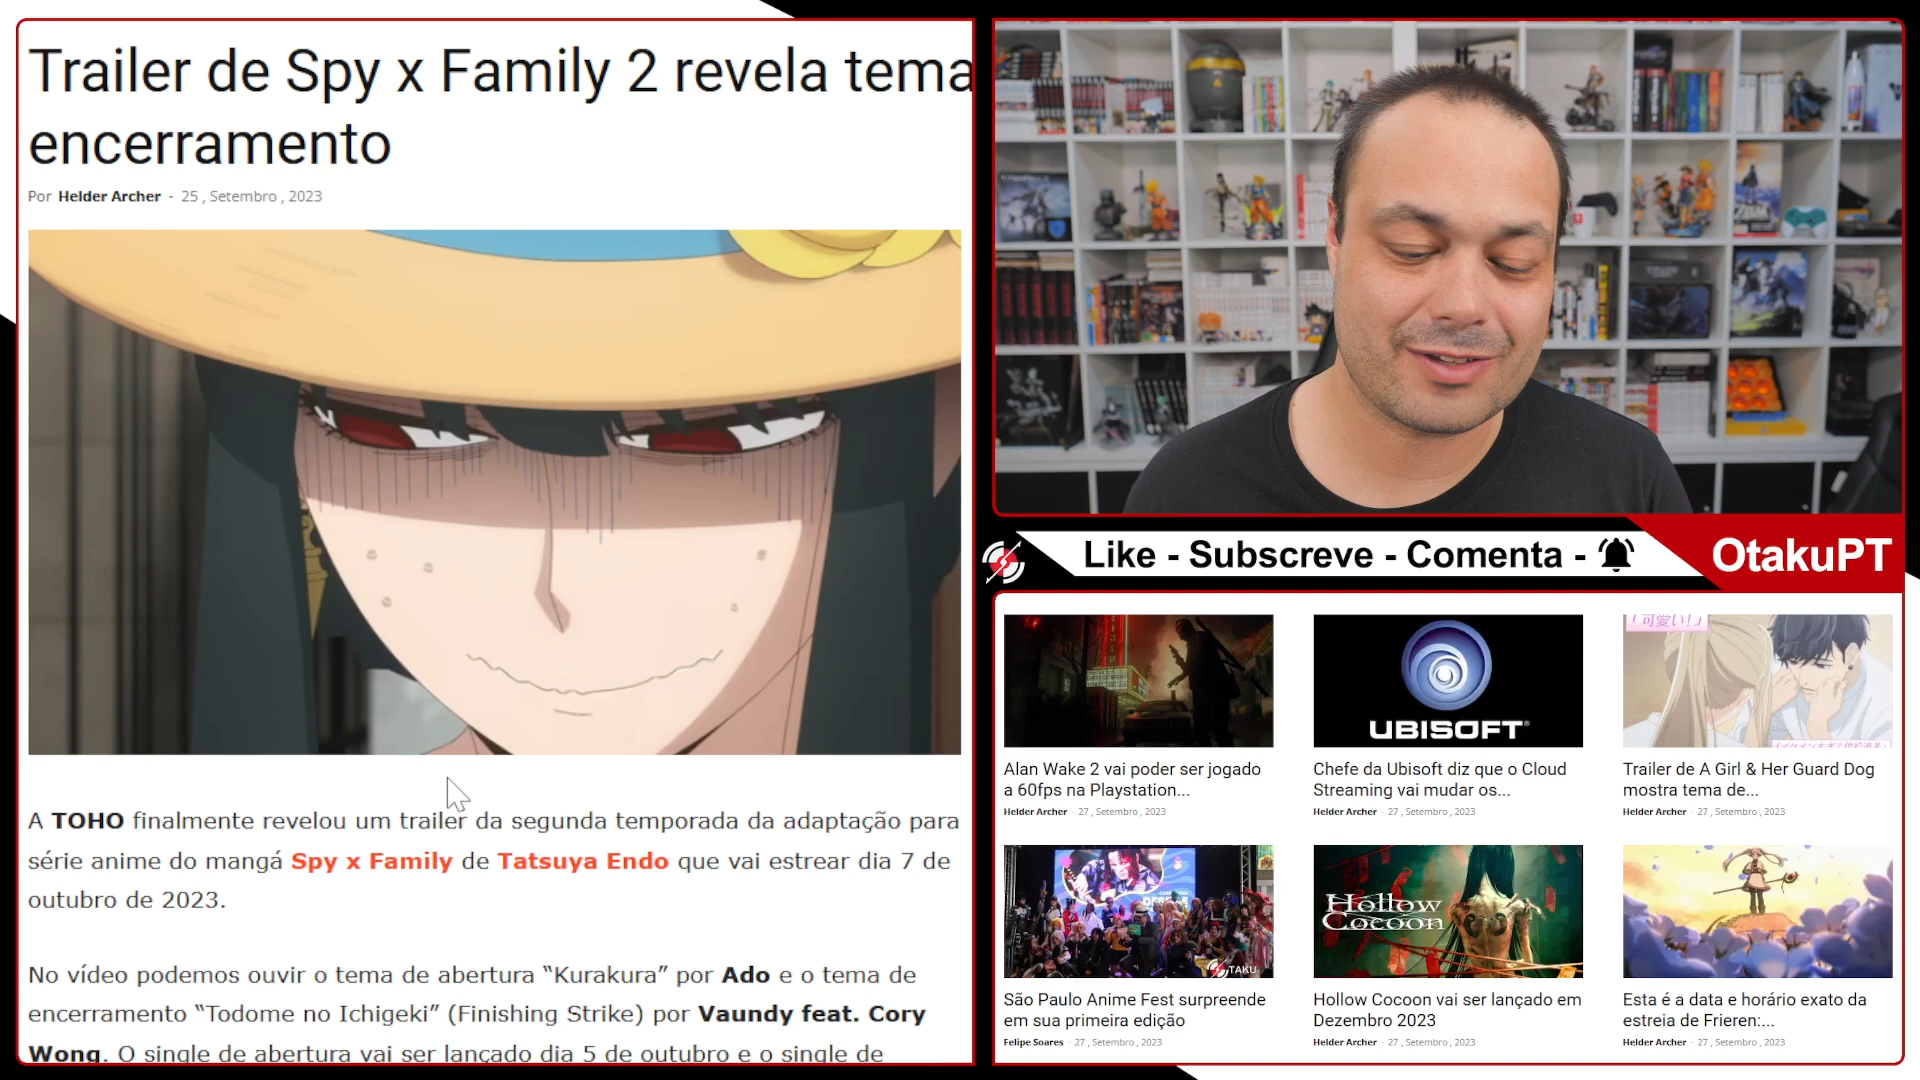 Trailer de Spy x Family 2 revela tema
encerramento
Por Helder Archer - 25 , Setembro , 2023
A TOHO finalmente revelou um trailer da segunda temporada da adaptação para
série anime do mangá Spy x Family de Tatsuya Endo que vai estrear dia 7 de
outubro de 2023.
No vídeo podemos ouvir o tema de abertura “Kurakura” por Ado e o tema de
encerramento “Todome no Ichigeki” (Finishing Strike) por Vaundy feat. Cory
Wong. O single de abertura vai ser lançado dia 5 de outubro e o single de
Like - Subscreve - Comenta -
OtakuPT
UBISOFT
「可愛い!」
Alan Wake 2 vai poder ser jogado
a 60fps na Playstation...
Helder Archer - 27 , Setembro , 2023
Chefe da Ubisoft diz que o Cloud
Streaming vai mudar os...
Helder Archer - 27 , Setembro , 2023
Trailer de A Girl & Her Guard Dog
mostra tema de...
Helder Archer - 27 , Setembro , 2023
TAKU
Hollow
Cocoon
São Paulo Anime Fest surpreende
em sua primeira edição
Felipe Soares - 27 , Setembro , 2023
Hollow Cocoon vai ser lançado em
Dezembro 2023
Helder Archer - 27 , Setembro , 2023
Esta é a data e horário exato da
estreia de Frieren:...
Helder Archer - 27 , Setembro , 2023